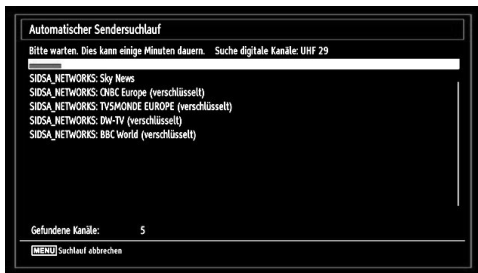 Automatischer Sendersuchlauf
Bitte warten. Dies kann einige Minuten dauern. Suche digitale Kanäle: UHF 29
SIDSA_NETWORKS: Sky News
SIDSA_NETWORKS: CNBC Europe (verschlüsselt)
SIDSA_NETWORKS: TV5MONDE EUROPE (verschlüsselt)
SIDSA_NETWORKS: DW-TV (verschlüsselt)
SIDSA_NETWORKS: BBC World (verschlüsselt)
Gefundene Kanäle: 5
MENU Suchlauf abbrechen